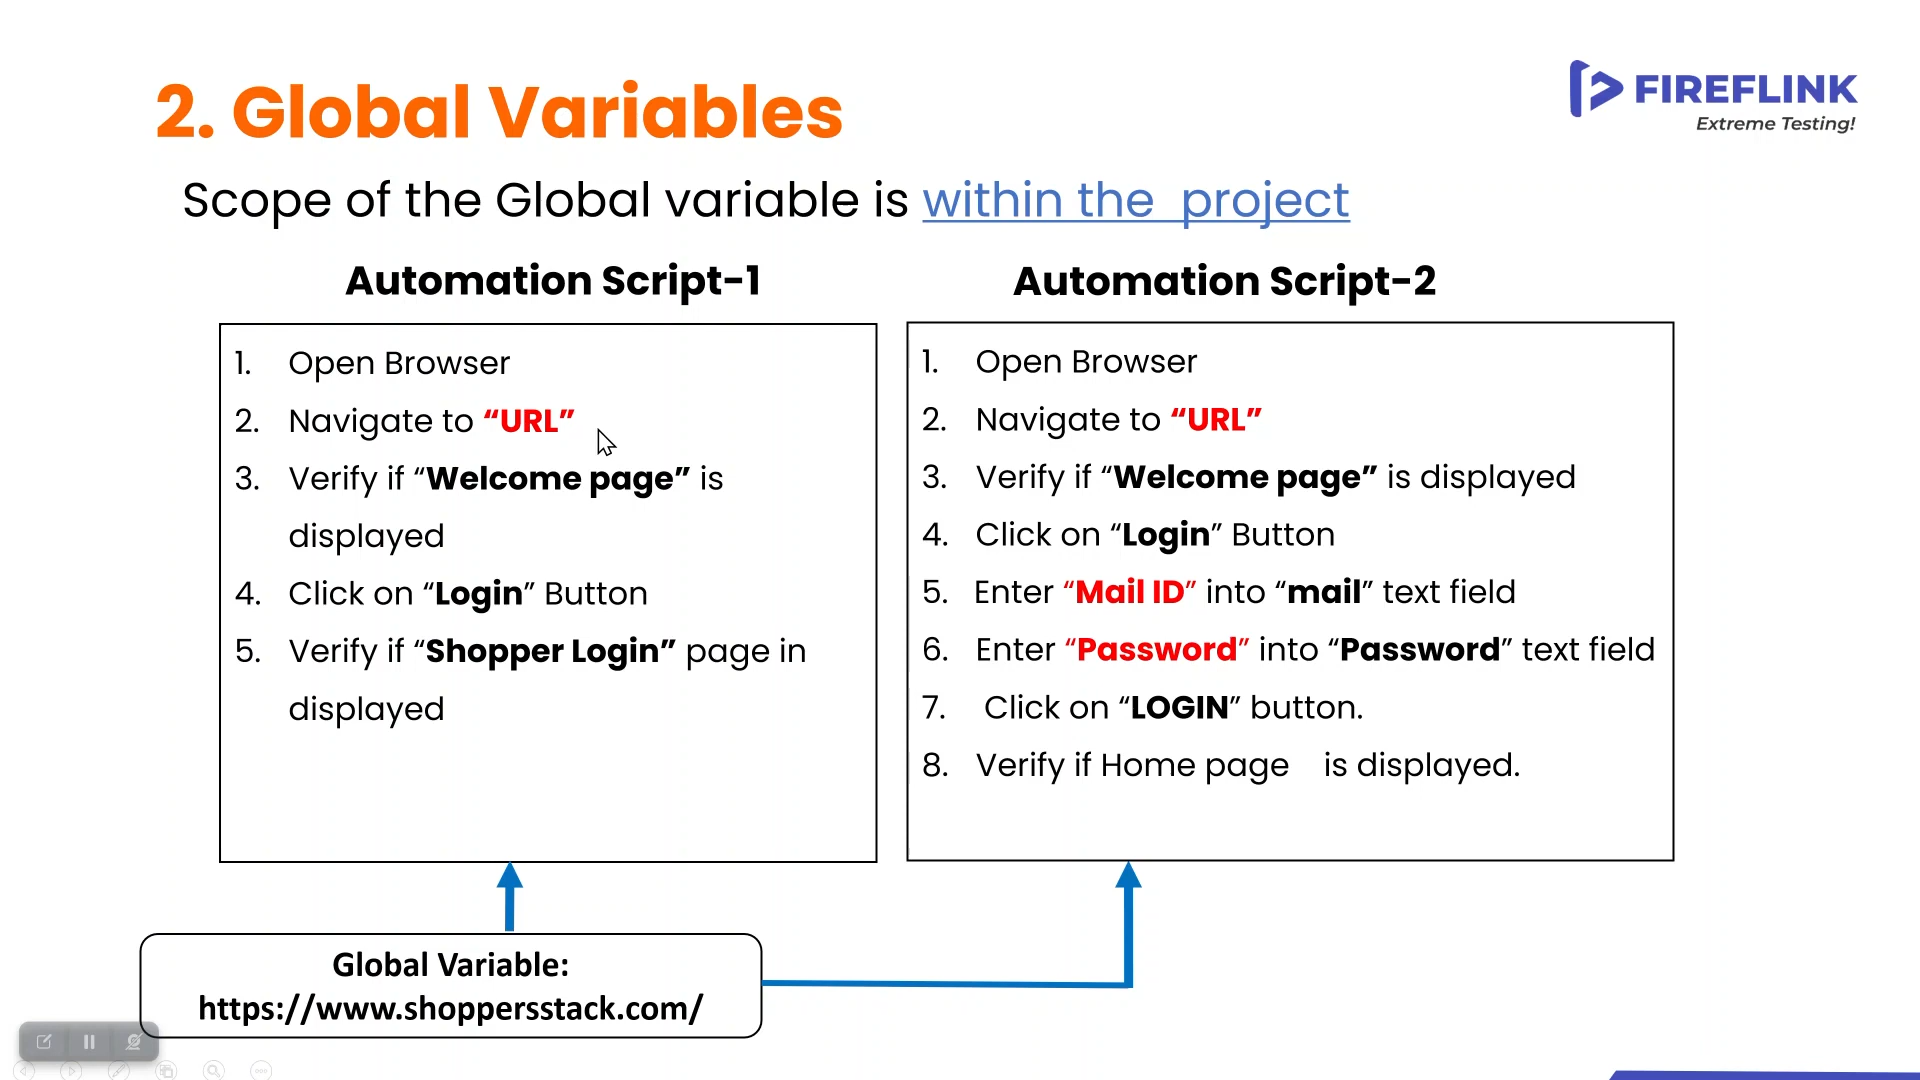 2. Global Variables
FIREFLINK
Extreme Testing!
Scope of the Global variable is within the project
Automation Script-1
1. Open Browser
2. Navigate to “URL”
3. Verify if “Welcome page” is
displayed
4. Click on “Login” Button
5. Verify if “Shopper Login” page in
displayed
Automation Script-2
1. Open Browser
2. Navigate to “URL”
3. Verify if “Welcome page” is displayed
4. Click on “Login” Button
5. Enter “Mail ID” into “mail” text field
6. Enter “Password” into “Password” text field
7. Click on “LOGIN” button.
8. Verify if Home page is displayed.
Global Variable:
https://www.shoppersstack.com/